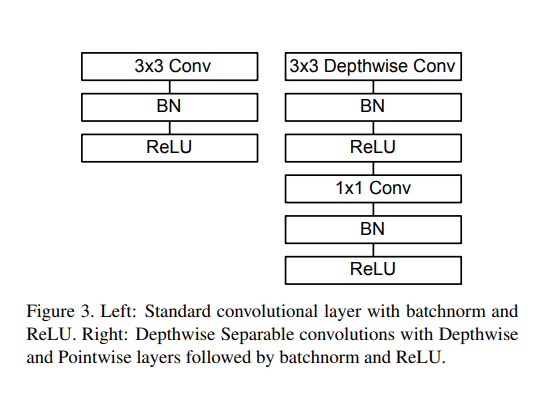 3x3 Conv
BN
ReLU
3x3 Depthwise Conv
BN
ReLU
1x1 Conv
BN
ReLU
Figure 3. Left: Standard convolutional layer with batchnorm and
ReLU. Right: Depthwise Separable convolutions with Depthwise
and Pointwise layers followed by batchnorm and ReLU.